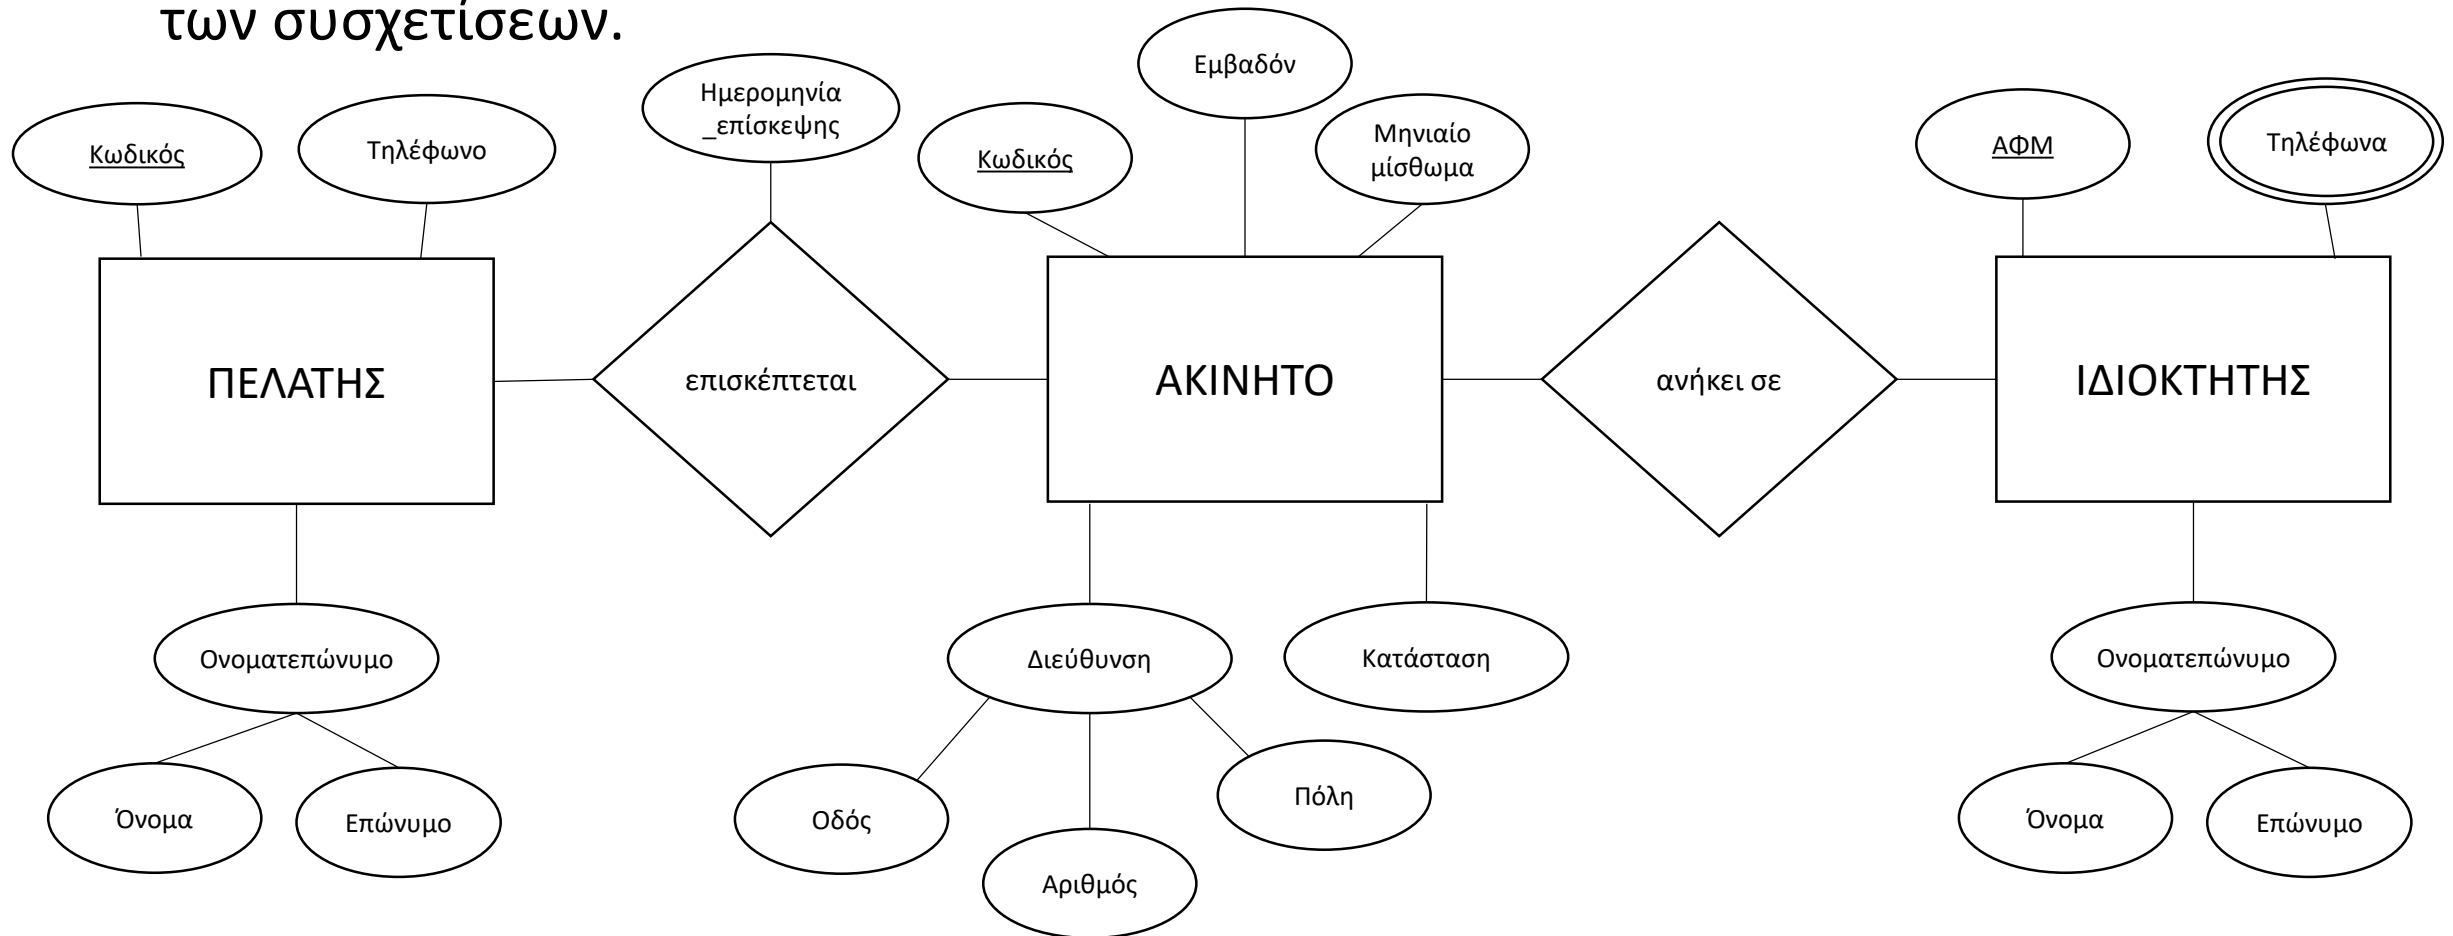 των συσχετίσεων.
Κωδικός
Τηλέφωνο
Ημερομηνία
_επίσκεψης
Κωδικός
Εμβαδόν
Μηνιαίο
μίσθωμα
ΑΦΜ
Τηλέφωνα
ΠΕΛΑΤΗΣ
επισκέπτεται
ΑΚΙΝΗΤΟ
ανήκει σε
ΙΔΙΟΚΤΗΤΗΣ
Ονοματεπώνυμο
Διεύθυνση
Κατάσταση
Ονοματεπώνυμο
Όνομα
Επώνυμο
Οδός
Αριθμός
Πόλη
Όνομα
Επώνυμο